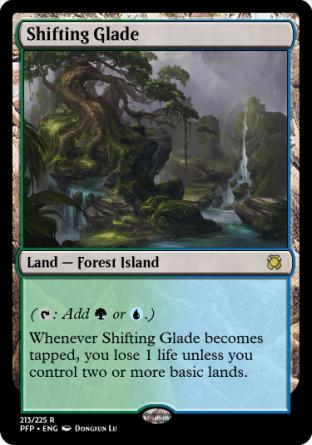 Shifting Glade
Land — Forest Island
(T: Add G or U.)
Whenever Shifting Glade becomes
tapped, you lose 1 life unless you
control two or more basic lands.
213/225 R
PFP • ENG Dongjun Lu